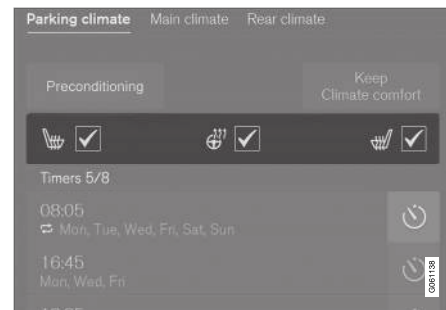 Parking climate Main climate Rear climate
Preconditioning
Keep
Climate comfort
Timers 5/8
08:05
Mon, Tue, Wed, Fri, Sat, Sun
16:45
Mon, Wed, Fri
G061138